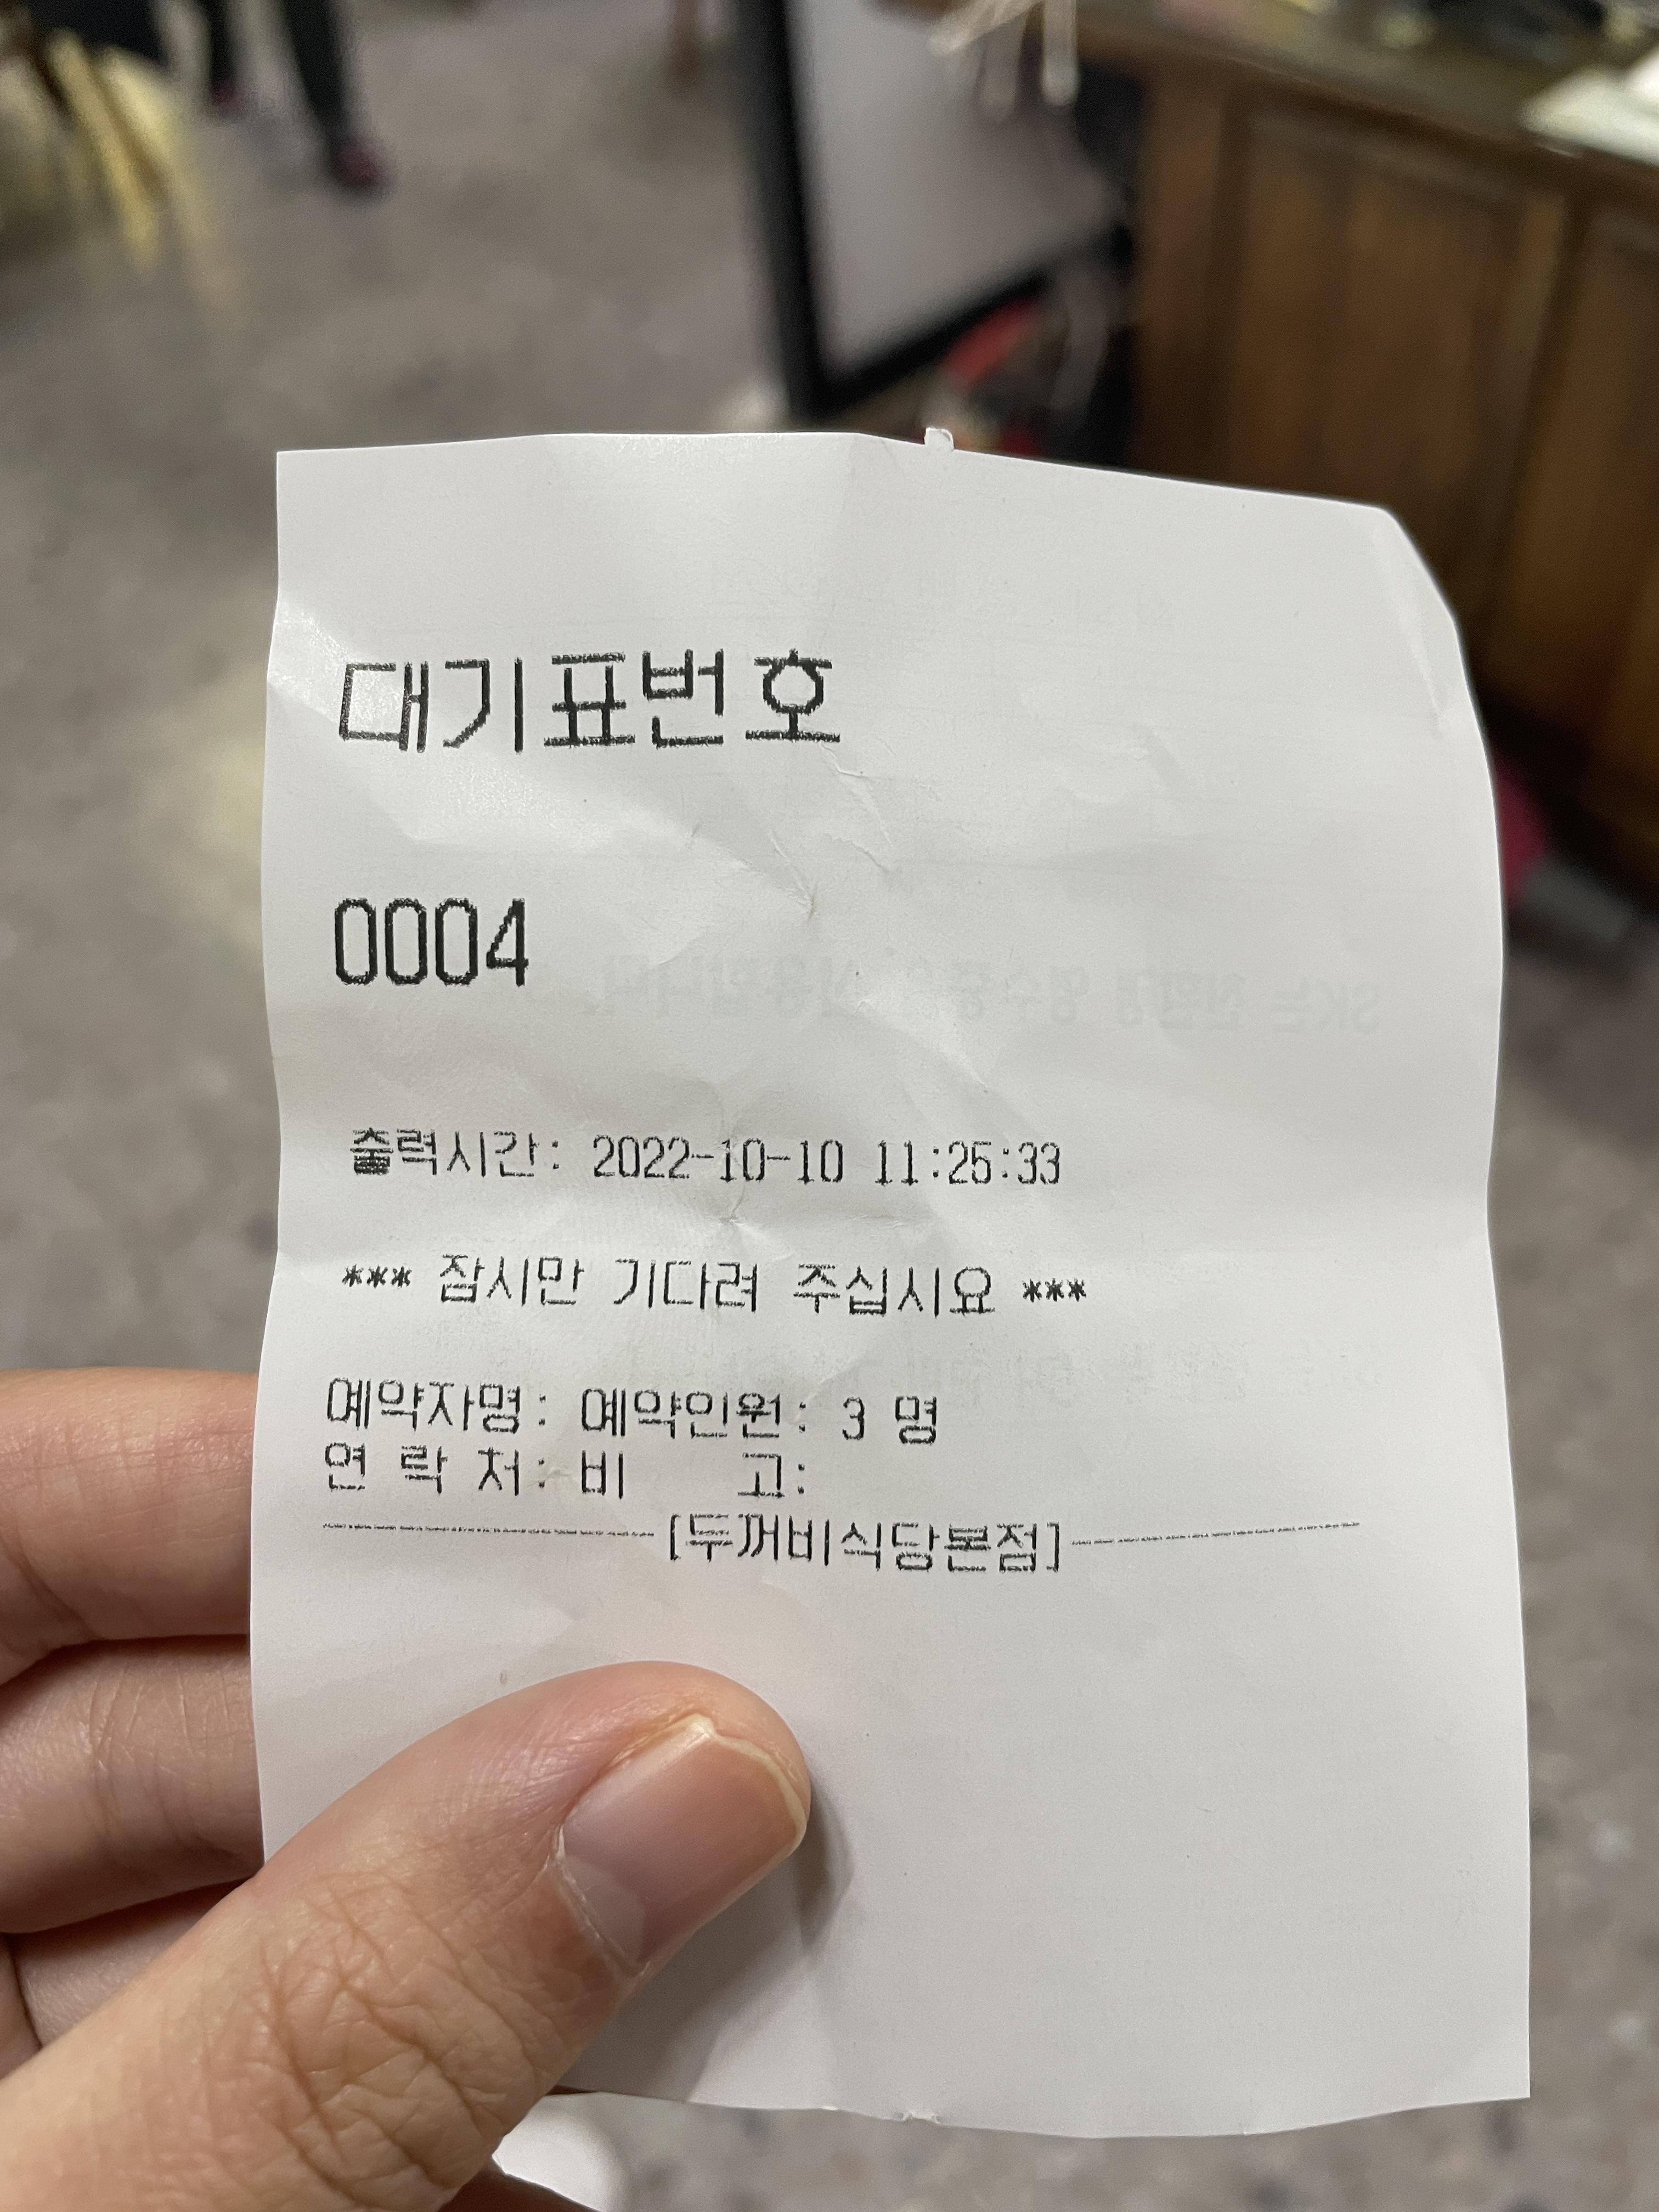 대기표번호
0004
출력시간: 2022-10-10 11:25:33
*** 잠시만 기다려 주십시요 ***
예약자명: 예약인원: 3 명
연 락 처: 비 고:
[두꺼비식당본점]